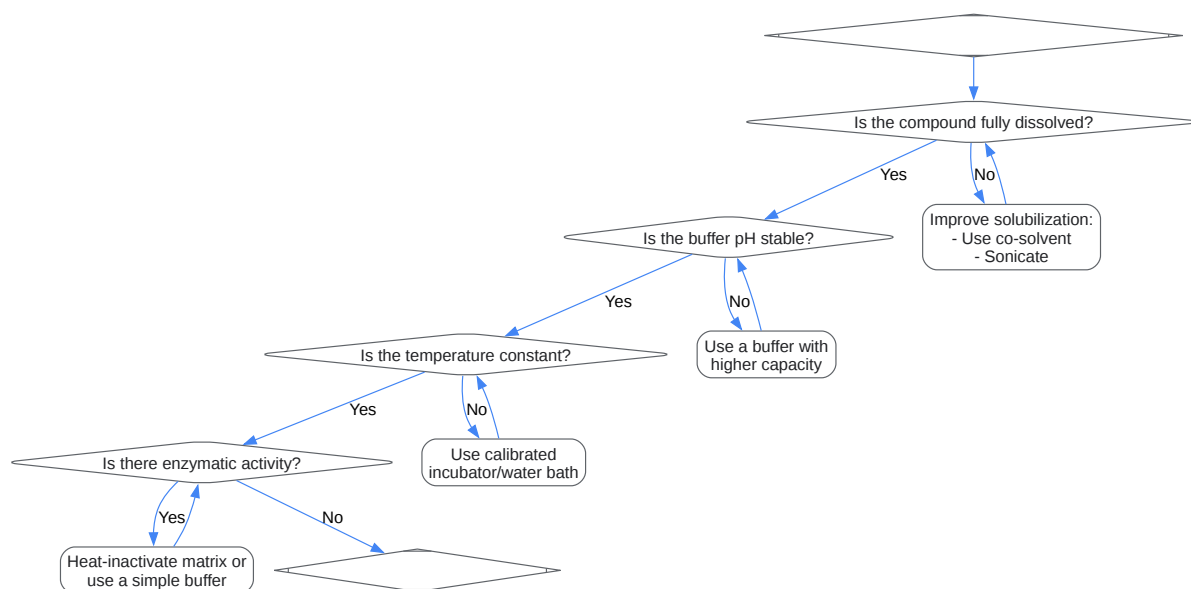 Is the compound fully dissolved?
Yes
No
Improve solubilization:
- Use co-solvent
- Sonicate
Is the buffer pH stable?
Yes
No
Use a buffer with
higher capacity
Is the temperature constant?
Yes
No
Use calibrated
incubator/water bath
Is there enzymatic activity?
Yes
No
Heat-inactivate matrix or
use a simple buffer